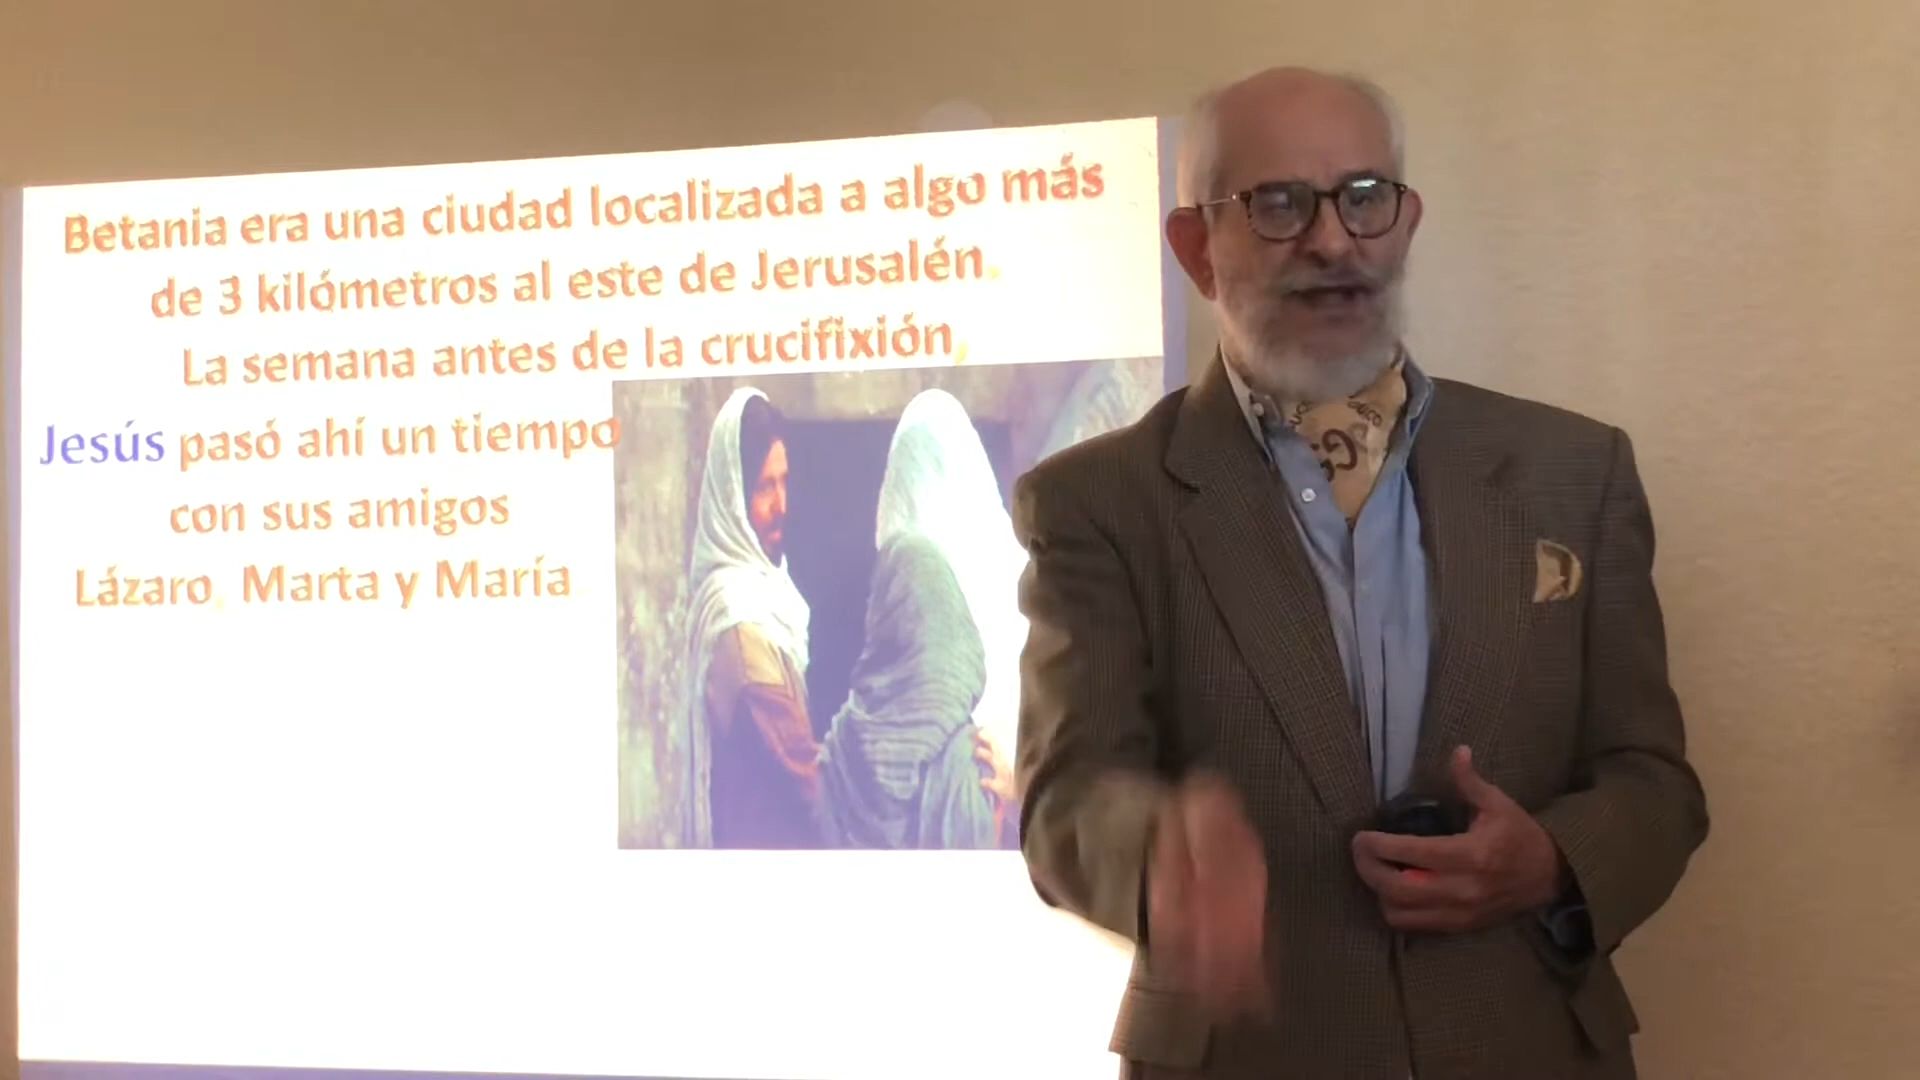 Betania era una ciudad localizada a algo más
de 3 kilómetros al este de Jerusalén.
La semana antes de la crucifixión,
Jesús pasó ahí un tiempo
con sus amigos
Lázaro, Marta y María